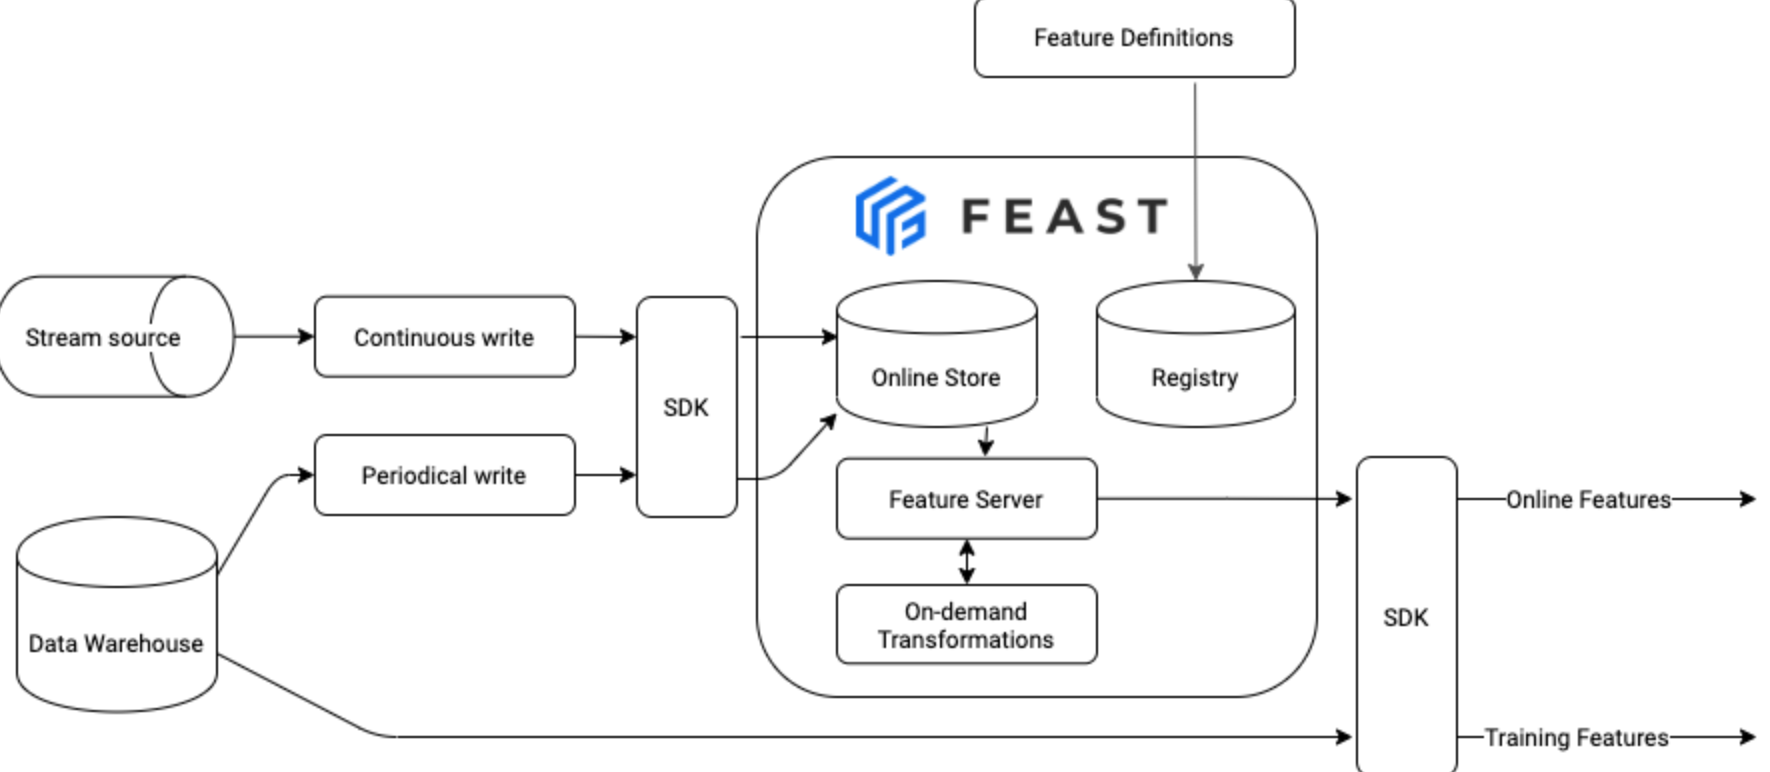 Feature Definitions
FEAST
Stream source
Continuous write
SDK
Online Store
Registry
Periodical write
Feature Server
Online Features
On-demand
Transformations
SDK
Data Warehouse
Training Features